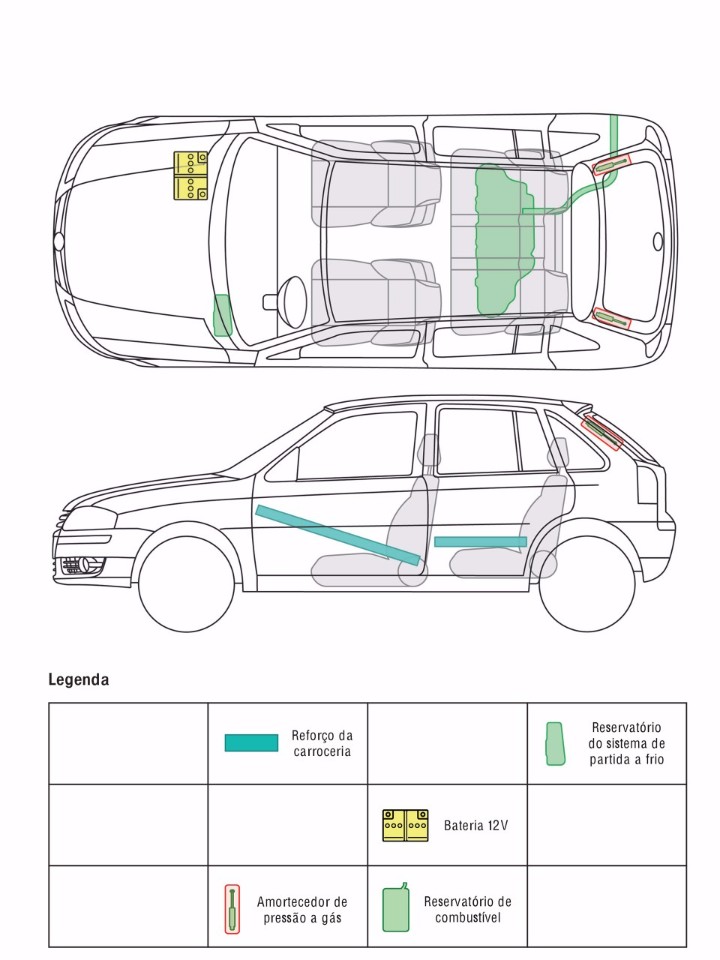 Legenda
Reforço da
carroceria
Reservatório
do sistema de
partida a frio
Bateria 12V
Amortecedor de
pressão a gás
Reservatório de
combustível